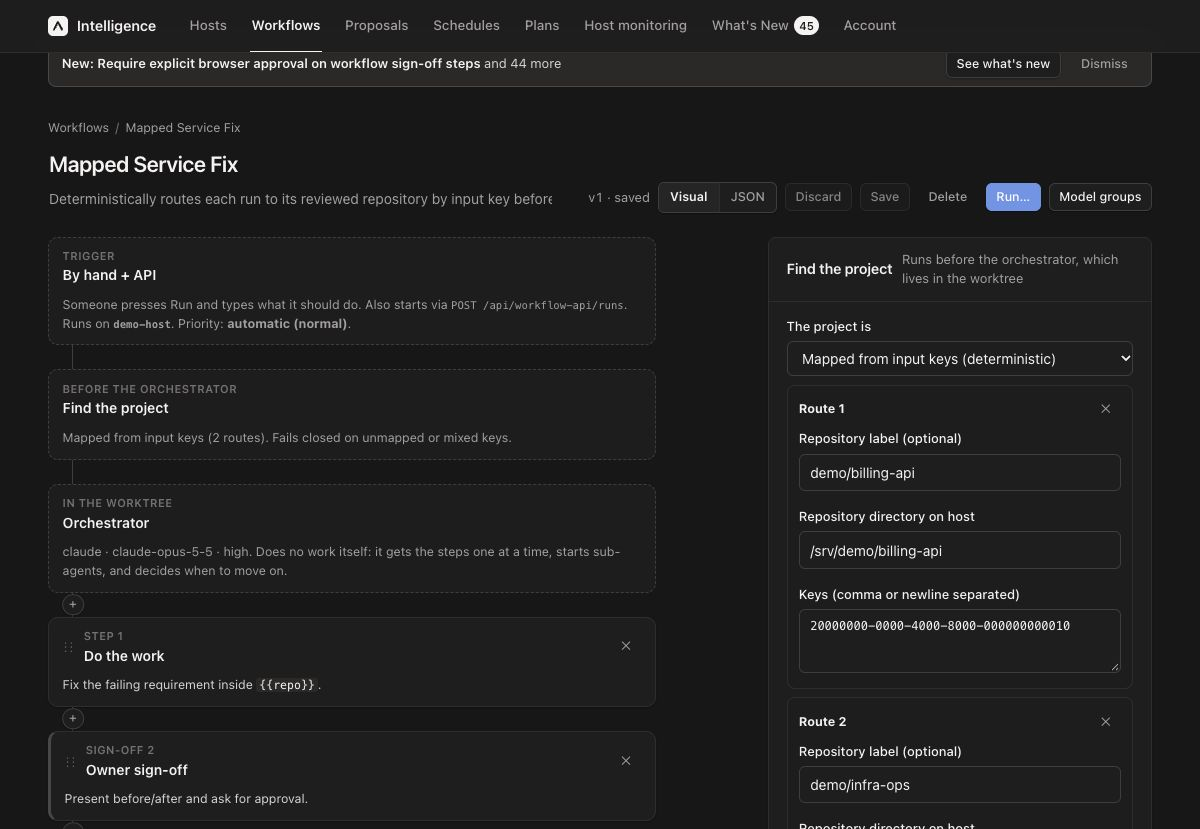 Intelligence Hosts Workflows Proposals Schedules Plans Host monitoring What's New 45 Account
New: Require explicit browser approval on workflow sign-off steps and 44 more See what's new Dismiss
Workflows / Mapped Service Fix
Mapped Service Fix
Deterministically routes each run to its reviewed repository by input key before
v1 · saved Visual JSON Discard Save Delete Run... Model groups
TRIGGER
By hand + API
Someone presses Run and types what it should do. Also starts via POST /api/workflow-api/runs.
Runs on demo-host. Priority: automatic (normal).
BEFORE THE ORCHESTRATOR
Find the project
Mapped from input keys (2 routes). Fails closed on unmapped or mixed keys.
IN THE WORKTREE
Orchestrator
claude · claude-opus-5-5 · high. Does no work itself: it gets the steps one at a time, starts sub-
agents, and decides when to move on.
+
STEP 1
Do the work
Fix the failing requirement inside {{repo}}.
+
SIGN-OFF 2
Owner sign-off
Present before/after and ask for approval.
Find the project
Runs before the orchestrator, which
lives in the worktree
The project is
Mapped from input keys (deterministic)
Route 1
Repository label (optional)
demo/billing-api
Repository directory on host
/srv/demo/billing-api
Keys (comma or newline separated)
20000000-0000-4000-8000-000000000010
Route 2
Repository label (optional)
demo/infra-ops
Repository directory on host